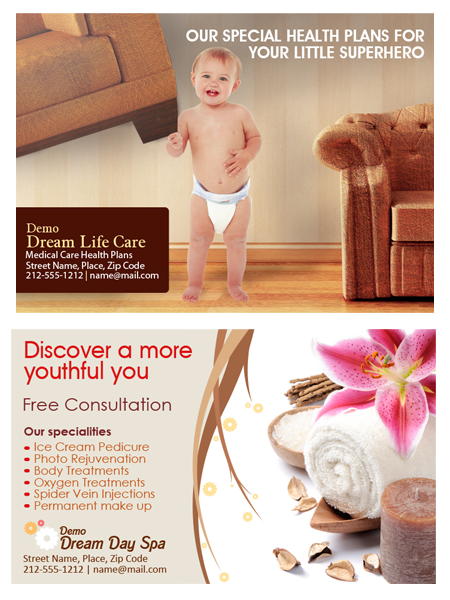 OUR SPECIAL HEALTH PLANS FOR
YOUR LITTLE SUPERHERO
Demo
Dream Life Care
Medical Care Health Plans
Street Name, Place, Zip Code
212-555-1212 | name@mail.com
Discover a more
youthful you
Free Consultation
Our specialities
Ice Cream Pedicure
Photo Rejuvenation
Body Treatments
Oxygen Treatments
Spider Vein Injections
Permanent make up
Demo
Dream Day Spa
Street Name, Place, Zip Code
212-555-1212 | name@mail.com